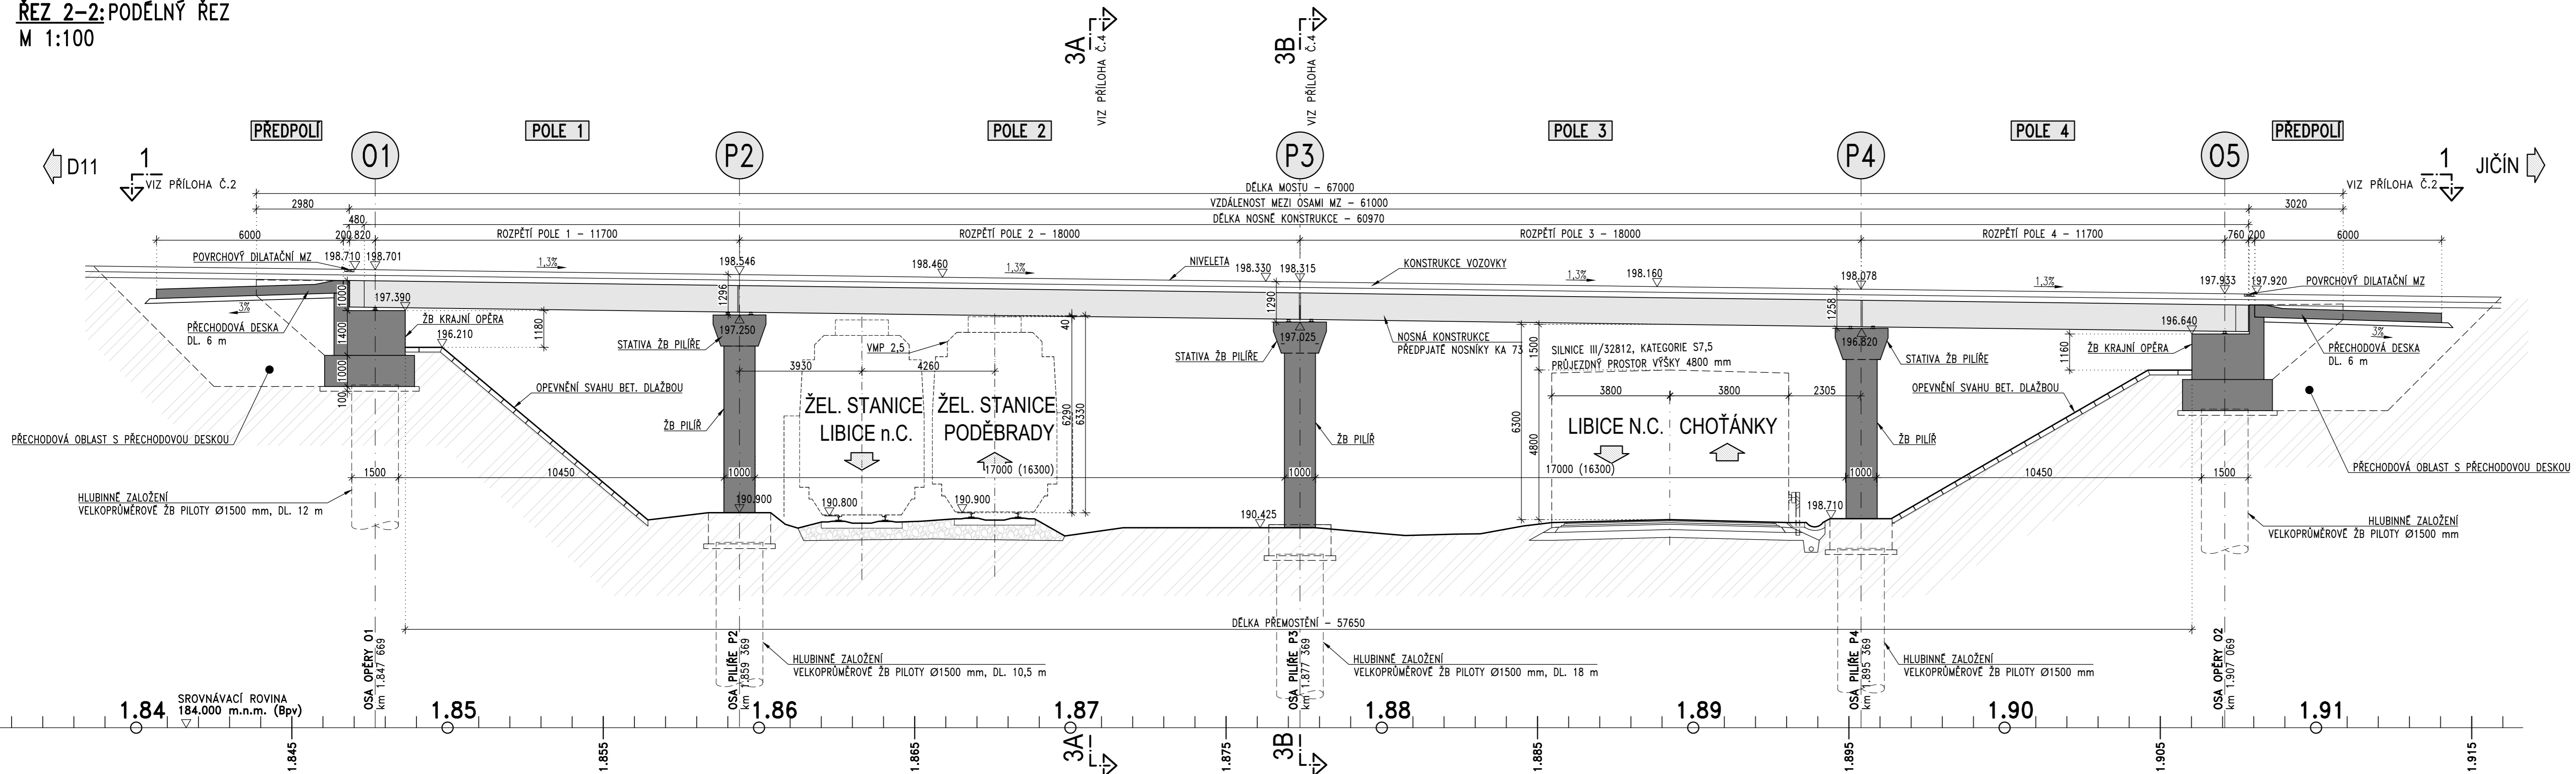 ŘEZ 2-2: PODÉLNÝ ŘEZ
M 1:100
3A
VIZ PŘÍLOHA Č.4
3B
VIZ PŘÍLOHA Č.4
PŘEDPOLÍ
POLE 1
POLE 2
POLE 3
POLE 4
PŘEDPOLÍ
D11
1
VIZ PŘÍLOHA Č.2
O1
P2
P3
P4
O5
1
VIZ PŘÍLOHA Č.2
JIČÍN
DÉLKA MOSTU - 67000
2980
VZDÁLENOST MEZI OSAMI MZ - 61000
3020
480
DÉLKA NOSNÉ KONSTRUKCE - 60970
6000
200
820
ROZPĚTÍ POLE 1 - 11700
ROZPĚTÍ POLE 2 - 18000
ROZPĚTÍ POLE 3 - 18000
ROZPĚTÍ POLE 4 - 11700
760
200
6000
POVRCHOVÝ DILATAČNÍ MZ
198.710
198.701
1,3%
198.546
198.460
1,3%
NIVELETA
198.330
198.315
KONSTRUKCE VOZOVKY
1,3%
198.160
198.078
1,3%
197.933
197.920
POVRCHOVÝ DILATAČNÍ MZ
1000
197.390
1296
1290
1258
3%
PŘECHODOVÁ DESKA
DL. 6 m
1400
ŽB KRAJNÍ OPĚRA
196.210
1180
197.250
STATIVA ŽB PILÍŘE
VMP 2,5
40
197.025
STATIVA ŽB PILÍŘE
NOSNÁ KONSTRUKCE
PŘEDPJATÉ NOSNÍKY KA 73
1500
SILNICE III/32812, KATEGORIE S7,5
PRŮJEZDNÝ PROSTOR VÝŠKY 4800 mm
196.820
STATIVA ŽB PILÍŘE
196.640
ŽB KRAJNÍ OPĚRA
1160
3%
PŘECHODOVÁ DESKA
DL. 6 m
1000
100
OPEVNĚNÍ SVAHU BET. DLAŽBOU
3930
4260
3800
3800
2305
OPEVNĚNÍ SVAHU BET. DLAŽBOU
ŽEL. STANICE
LIBICE n.C.
ŽEL. STANICE
PODĚBRADY
6290
6330
6300
4800
LIBICE N.C.
CHOŤÁNKY
PŘECHODOVÁ OBLAST S PŘECHODOVOU DESKOU
ŽB PILÍŘ
ŽB PILÍŘ
ŽB PILÍŘ
PŘECHODOVÁ OBLAST S PŘECHODOVOU DESKOU
1500
10450
1000
17000 (16300)
1000
17000 (16300)
1000
10450
1500
HLUBINNÉ ZALOŽENÍ
VELKOPRŮMĚROVÉ ŽB PILOTY Ø1500 mm, DL. 12 m
190.900
190.800
190.900
190.425
198.710
HLUBINNÉ ZALOŽENÍ
VELKOPRŮMĚROVÉ ŽB PILOTY Ø1500 mm
DÉLKA PŘEMOSTĚNÍ - 57650
OSA OPĚRY O1
km 1.847 669
OSA PILÍŘE P2
km 1.859 369
HLUBINNÉ ZALOŽENÍ
VELKOPRŮMĚROVÉ ŽB PILOTY Ø1500 mm, DL. 10,5 m
OSA PILÍŘE P3
km 1.877 369
HLUBINNÉ ZALOŽENÍ
VELKOPRŮMĚROVÉ ŽB PILOTY Ø1500 mm, DL. 18 m
OSA PILÍŘE P4
km 1.895 369
HLUBINNÉ ZALOŽENÍ
VELKOPRŮMĚROVÉ ŽB PILOTY Ø1500 mm
OSA OPĚRY O2
km 1.907 069
SROVNÁVACÍ ROVINA
184.000 m.n.m. (Bpv)
1.84
1.85
1.86
1.87
1.88
1.89
1.90
1.91
1.845
1.855
1.865
3A
1.875
3B
1.885
1.895
1.905
1.915